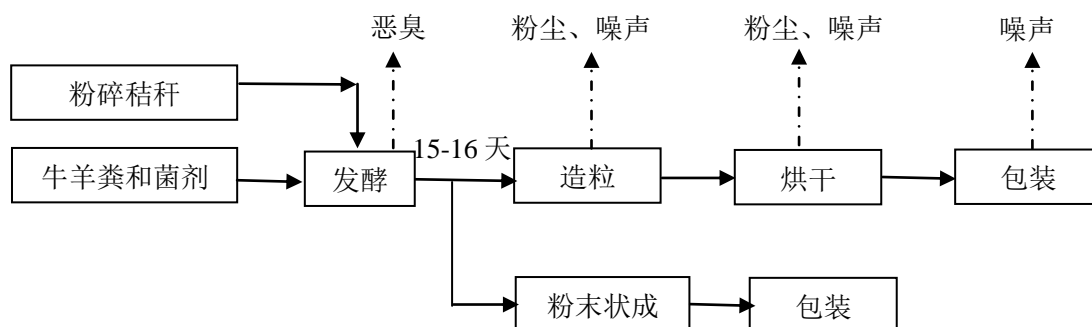 恶臭
粉尘、噪声
粉尘、噪声
噪声
粉碎秸秆
15-16 天
牛羊粪和菌剂
发酵
造粒
烘干
包装
粉末状成
包装